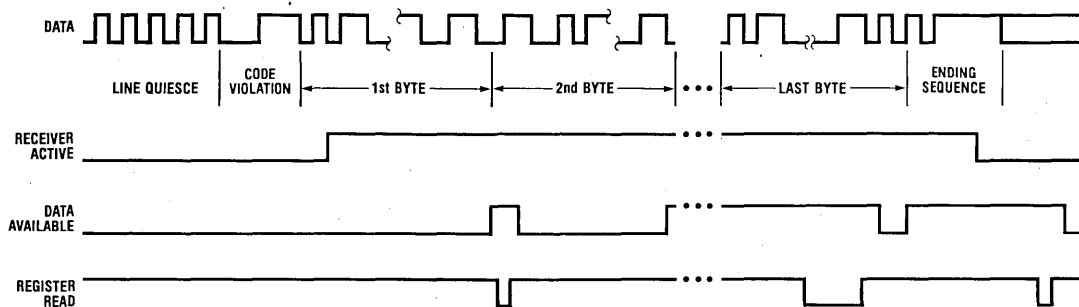 DATA
LINE QUIESCE
CODE
VIOLATION
1st BYTE
2nd BYTE
•••
LAST BYTE
ENDING
SEQUENCE
RECEIVER
ACTIVE
•••
DATA
AVAILABLE
•••
REGISTER
READ
•••